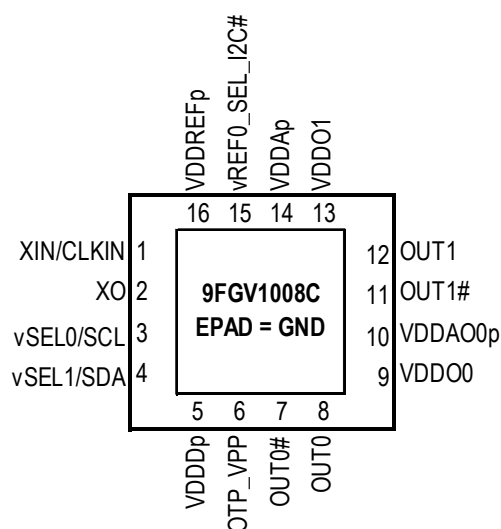 VDDREFp
vREF0_SEL_I2C#
VDDAp
VDDO1
16 15 14 13
XIN/CLKIN 1
XO 2
vSEL0/SCL 3
vSEL1/SDA 4
9FGV1008C
EPAD = GND
12 OUT1
11 OUT1#
10 VDDAO0p
9 VDDO0
5 6 7 8
VDDDp
OTP_VPP
OUT0#
OUT0